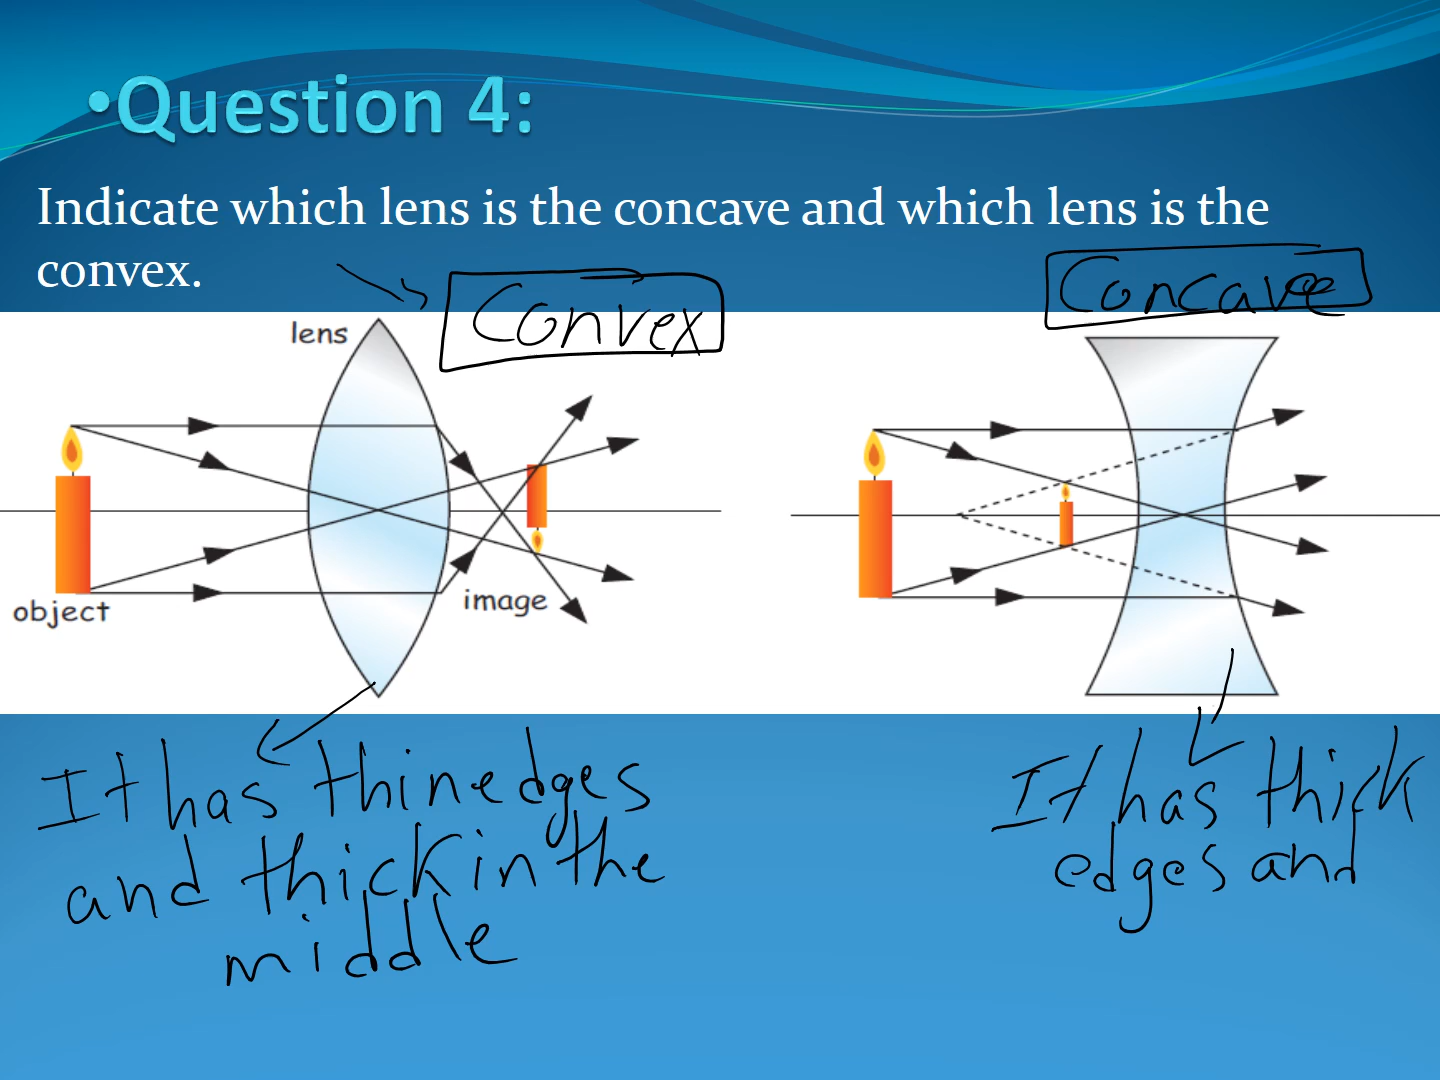 •Question 4:
Indicate which lens is the concave and which lens is the
convex.
Convex
Concave
lens
object
image
It has thin edges
and thick in the
middle
It has thick
edges and